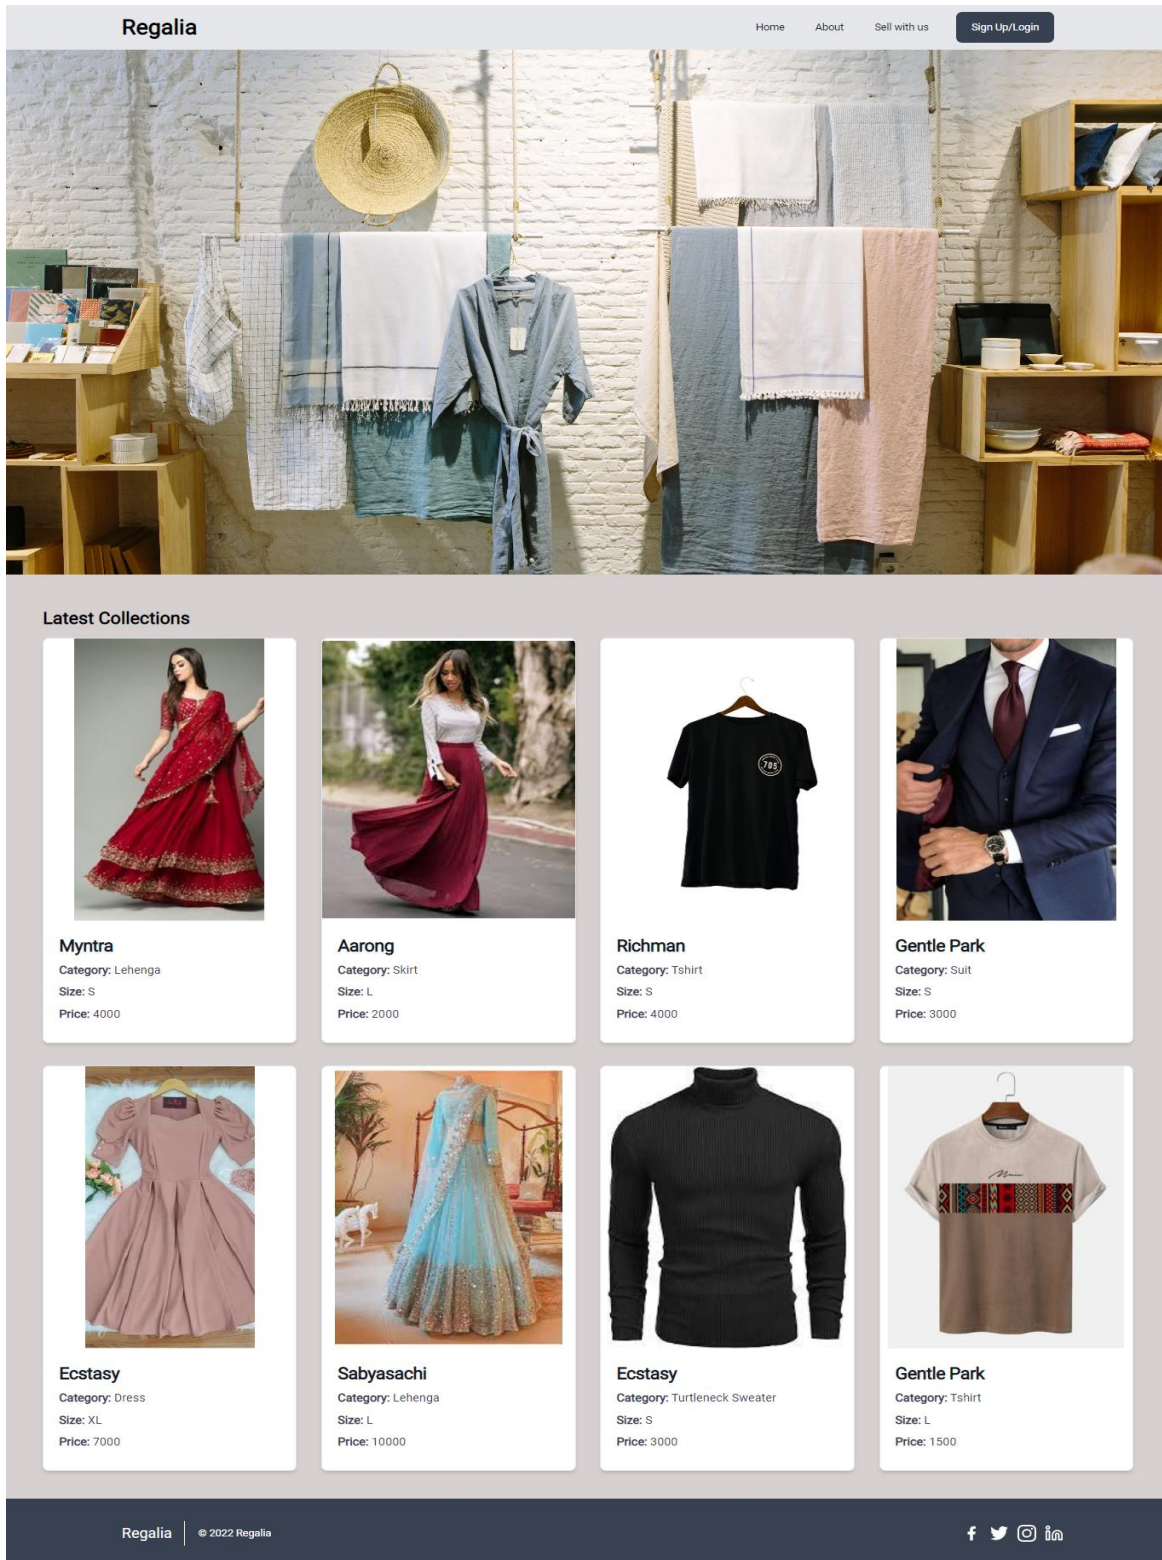 Regalia
Home About Sell with us Sign Up/Login
Latest Collections
Myntra
Category: Lehenga
Size: S
Price: 4000
Aarong
Category: Skirt
Size: L
Price: 2000
705
Richman
Category: Tshirt
Size: S
Price: 4000
Gentle Park
Category: Suit
Size: S
Price: 3000
Ecstasy
Category: Dress
Size: XL
Price: 7000
Sabyasachi
Category: Lehenga
Size: L
Price: 10000
Ecstasy
Category: Turtleneck Sweater
Size: S
Price: 3000
Gentle Park
Category: Tshirt
Size: L
Price: 1500
Regalia © 2022 Regalia